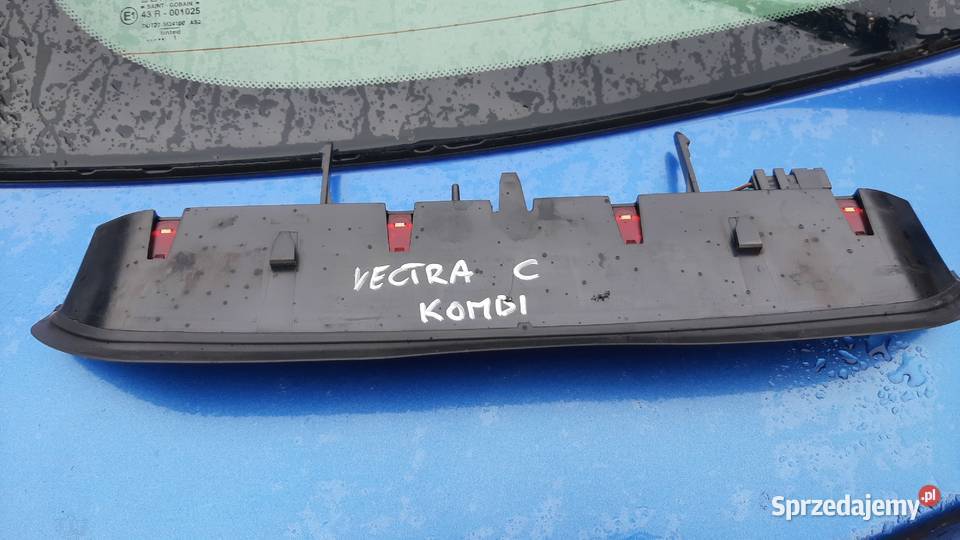 SAINT - GOBAIN
E1 43 R - 001025
VECTRA C
KOMBI
Sprzedajemy.pl